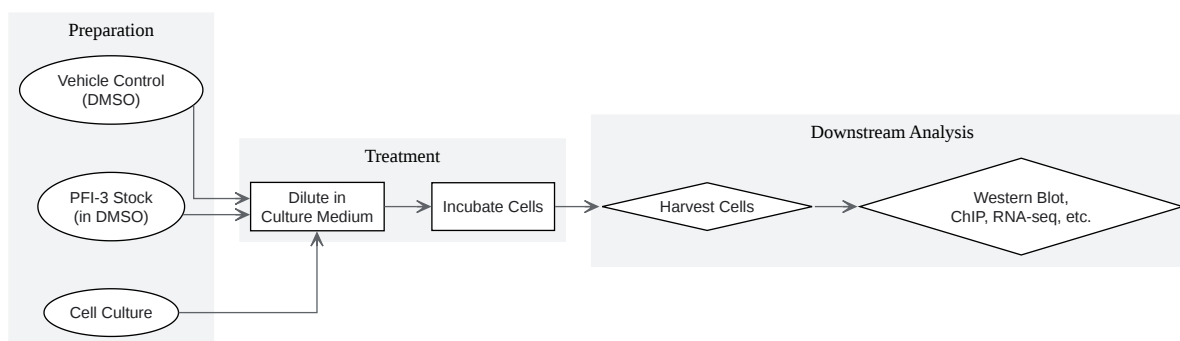 Preparation
Vehicle Control
(DMSO)
PFI-3 Stock
(in DMSO)
Cell Culture
Treatment
Dilute in
Culture Medium
Incubate Cells
Downstream Analysis
Harvest Cells
Western Blot,
ChIP, RNA-seq, etc.